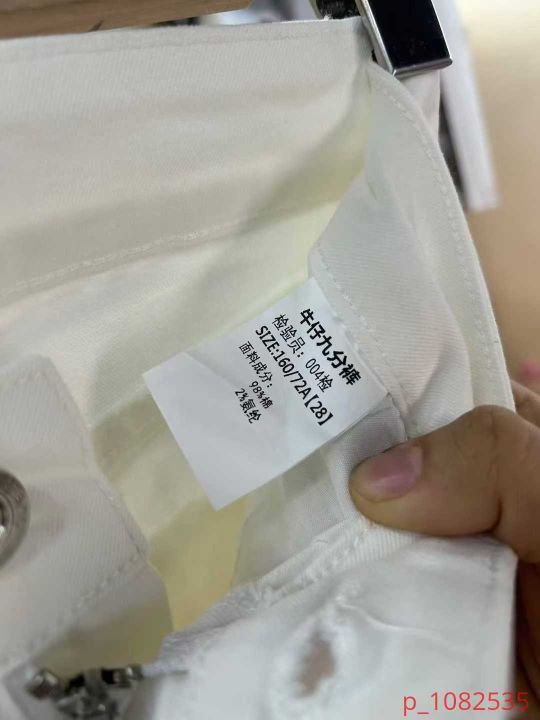 牛仔九分裤
检验员：004检
SIZE:160/72A[28]
面料成分：
98%棉
2%氨纶
p_1082535